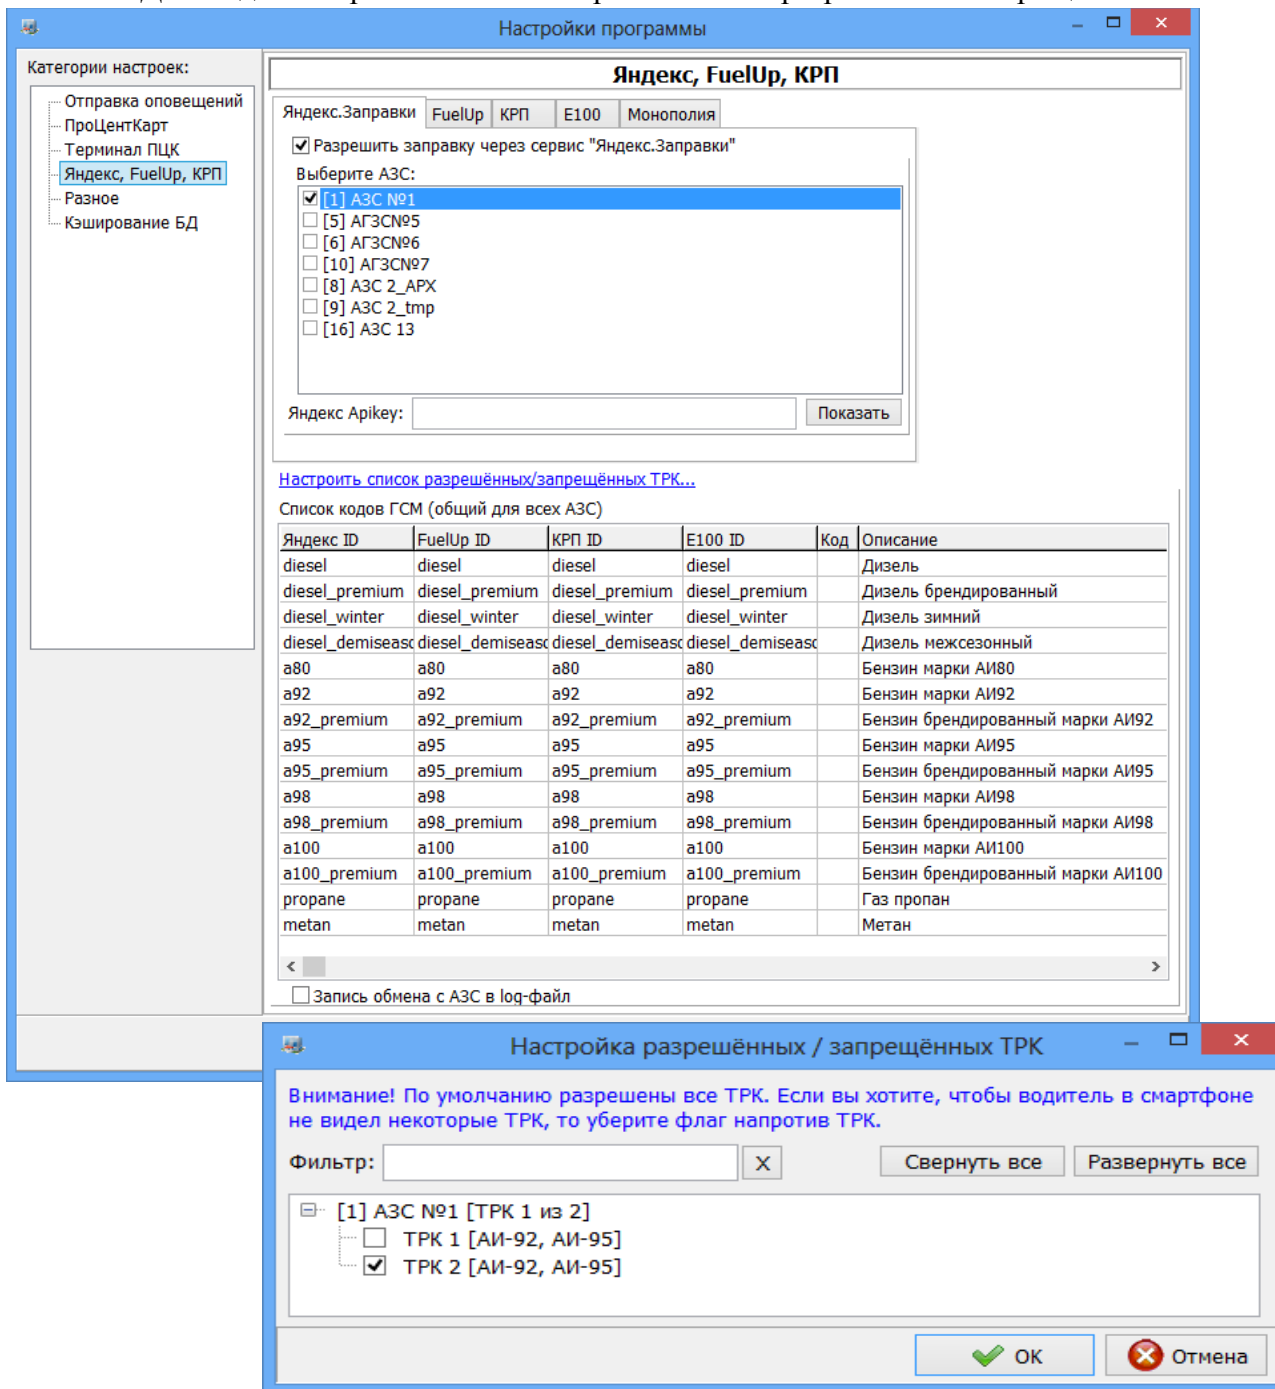 Настройки программы
Категории настроек:
Отправка оповещений
ПроЦентКарт
Терминал ПЦК
Яндекс, FuelUp, КРП
Разное
Кэширование БД
Яндекс, FuelUp, КРП
Яндекс.Заправки FuelUp КРП E100 Монополия
Разрешить заправку через сервис "Яндекс.Заправки"
Выберите АЗС:
[1] АЗС №1
[5] АГЗСN№5
[6] АГЗСN№6
[10] АГЗСN№7
[8] АЗС 2_АРХ
[9] АЗС 2_tmp
[16] АЗС 13
Яндекс Apikey: Показать
Настроить список разрешённых/запрещённых ТРК...
Список кодов ГСМ (общий для всех АЗС)
Яндекс ID FuelUp ID КРП ID E100 ID Код Описание
diesel diesel diesel diesel Дизель
diesel_premium diesel_premium diesel_premium diesel_premium Дизель брендированный
diesel_winter diesel_winter diesel_winter diesel_winter Дизель зимний
diesel_demiseasc diesel_demiseasc diesel_demiseasc diesel_demiseasc Дизель межсезонный
a80 a80 a80 a80 Бензин марки АИ80
a92 a92 a92 a92 Бензин марки АИ92
a92_premium a92_premium a92_premium a92_premium Бензин брендированный марки АИ92
a95 a95 a95 a95 Бензин марки АИ95
a95_premium a95_premium a95_premium a95_premium Бензин брендированный марки АИ95
a98 a98 a98 a98 Бензин марки АИ98
a98_premium a98_premium a98_premium a98_premium Бензин брендированный марки АИ98
a100 a100 a100 a100 Бензин марки АИ100
a100_premium a100_premium a100_premium a100_premium Бензин брендированный марки АИ100
propane propane propane propane Газ пропан
metan metan metan metan Метан
Запись обмена с АЗС в log-файл
Настройка разрешённых / запрещённых ТРК
Внимание! По умолчанию разрешены все ТРК. Если вы хотите, чтобы водитель в смартфоне
не видел некоторые ТРК, то уберите флаг напротив ТРК.
Фильтр: X Свернуть все Развернуть все
[1] АЗС №1 [ТРК 1 из 2]
ТРК 1 [АИ-92, АИ-95]
ТРК 2 [АИ-92, АИ-95]
OK Отмена